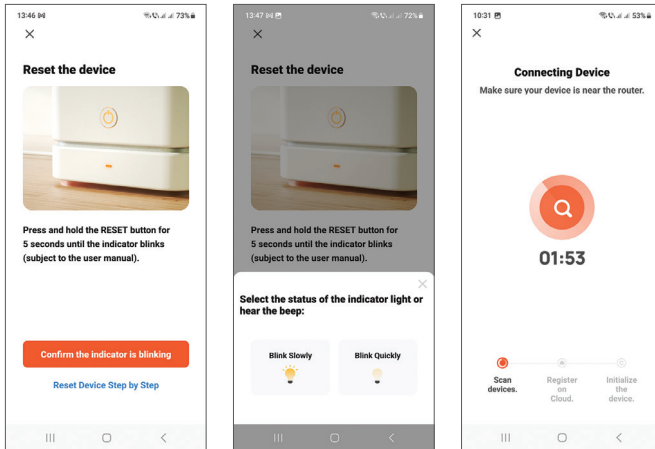 13:46
73%
Reset the device
Press and hold the RESET button for
5 seconds until the indicator blinks
(subject to the user manual).
Confirm the indicator is blinking
Reset Device Step by Step
13:47
72%
Reset the device
Press and hold the RESET button for
5 seconds until the indicator blinks
(subject to the user manual).
Select the status of the indicator light or
hear the beep:
Blink Slowly
Blink Quickly
10:31
53%
Connecting Device
Make sure your device is near the router.
01:53
Scan
devices.
Register
on
Cloud.
Initialize
the
device.